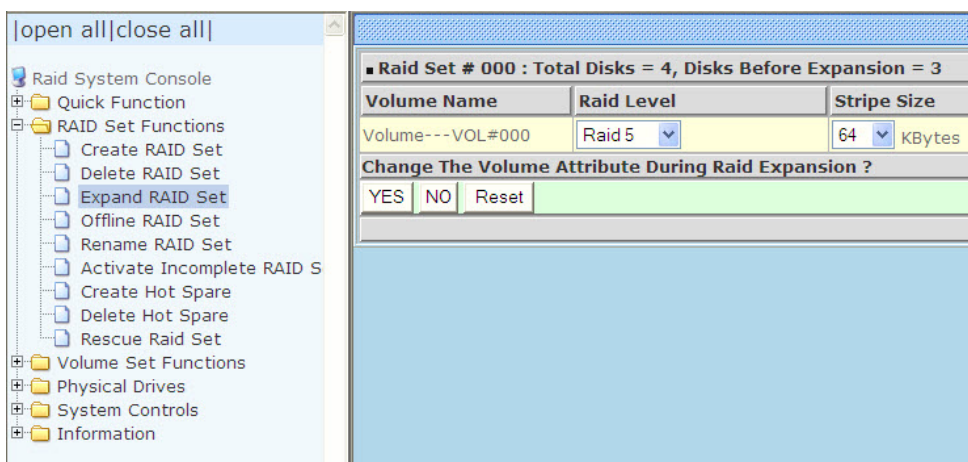 |open all|close all|
Raid System Console
Quick Function
RAID Set Functions
Create RAID Set
Delete RAID Set
Expand RAID Set
Offline RAID Set
Rename RAID Set
Activate Incomplete RAID S
Create Hot Spare
Delete Hot Spare
Rescue Raid Set
Volume Set Functions
Physical Drives
System Controls
Information
Raid Set # 000 : Total Disks = 4, Disks Before Expansion = 3
Volume Name Raid Level Stripe Size
Volume---VOL#000 Raid 5 64 KBytes
Change The Volume Attribute During Raid Expansion ?
YES NO Reset